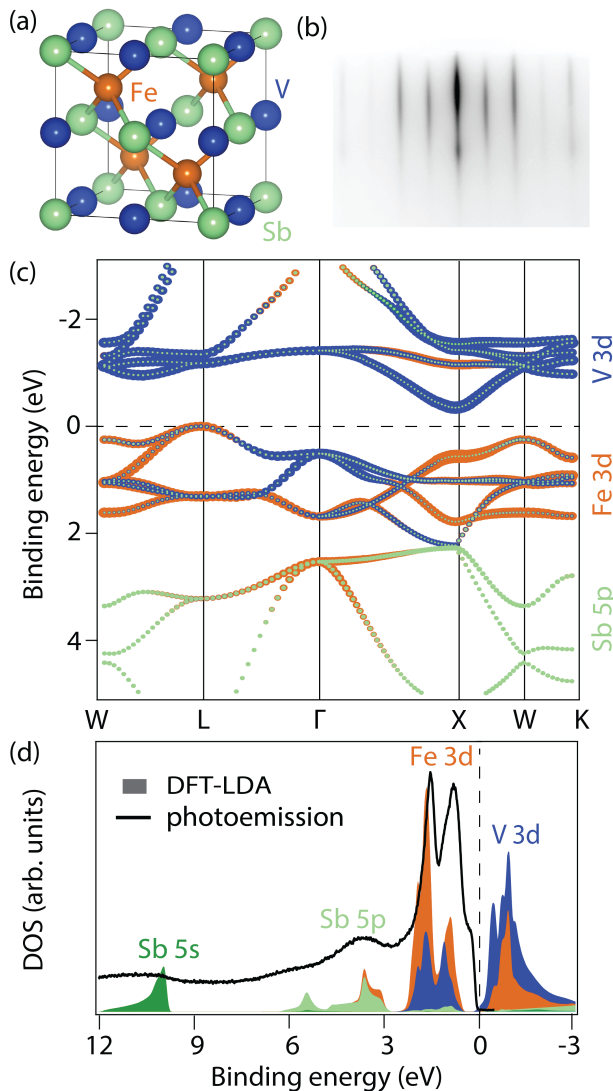 (a)
Fe
V
Sb
(b)
(c)
Binding energy (eV)
-2
0
2
4
V 3d
Fe 3d
Sb 5p
W L Γ X W K
(d)
DFT-LDA
photoemission
Fe 3d
V 3d
Sb 5p
Sb 5s
DOS (arb. units)
12 9 6 3 0 -3
Binding energy (eV)